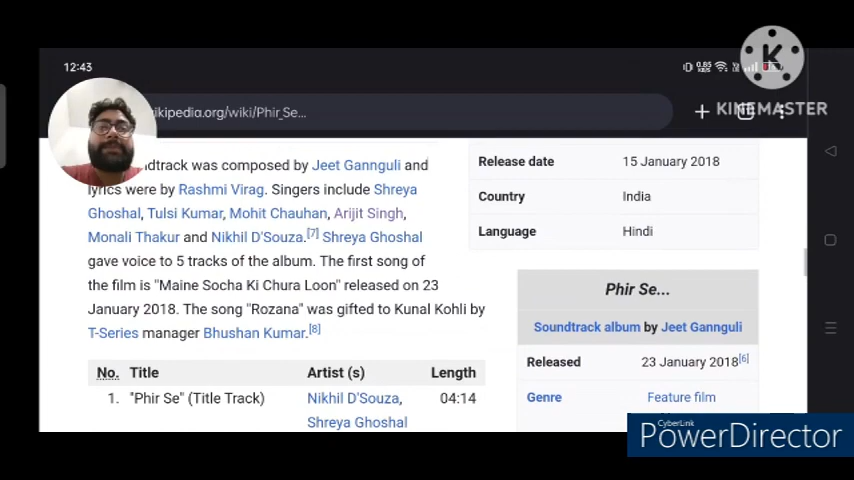 12:43
0.85
KINEMASTER
ikipedia.org/wiki/Phir_Se...
ndtrack was composed by Jeet Gannguli and
lyrics were by Rashmi Virag. Singers include Shreya
Ghoshal, Tulsi Kumar, Mohit Chauhan, Arijit Singh,
Monali Thakur and Nikhil D'Souza.[7] Shreya Ghoshal
gave voice to 5 tracks of the album. The first song of
the film is "Maine Socha Ki Chura Loon" released on 23
January 2018. The song "Rozana" was gifted to Kunal Kohli by
T-Series manager Bhushan Kumar.[8]
No. Title Artist (s) Length
1. "Phir Se" (Title Track) Nikhil D'Souza, 04:14
Shreya Ghoshal
Release date 15 January 2018
Country India
Language Hindi
Phir Se...
Soundtrack album by Jeet Gannguli
Released 23 January 2018[6]
Genre Feature film
CyberLink
PowerDirector